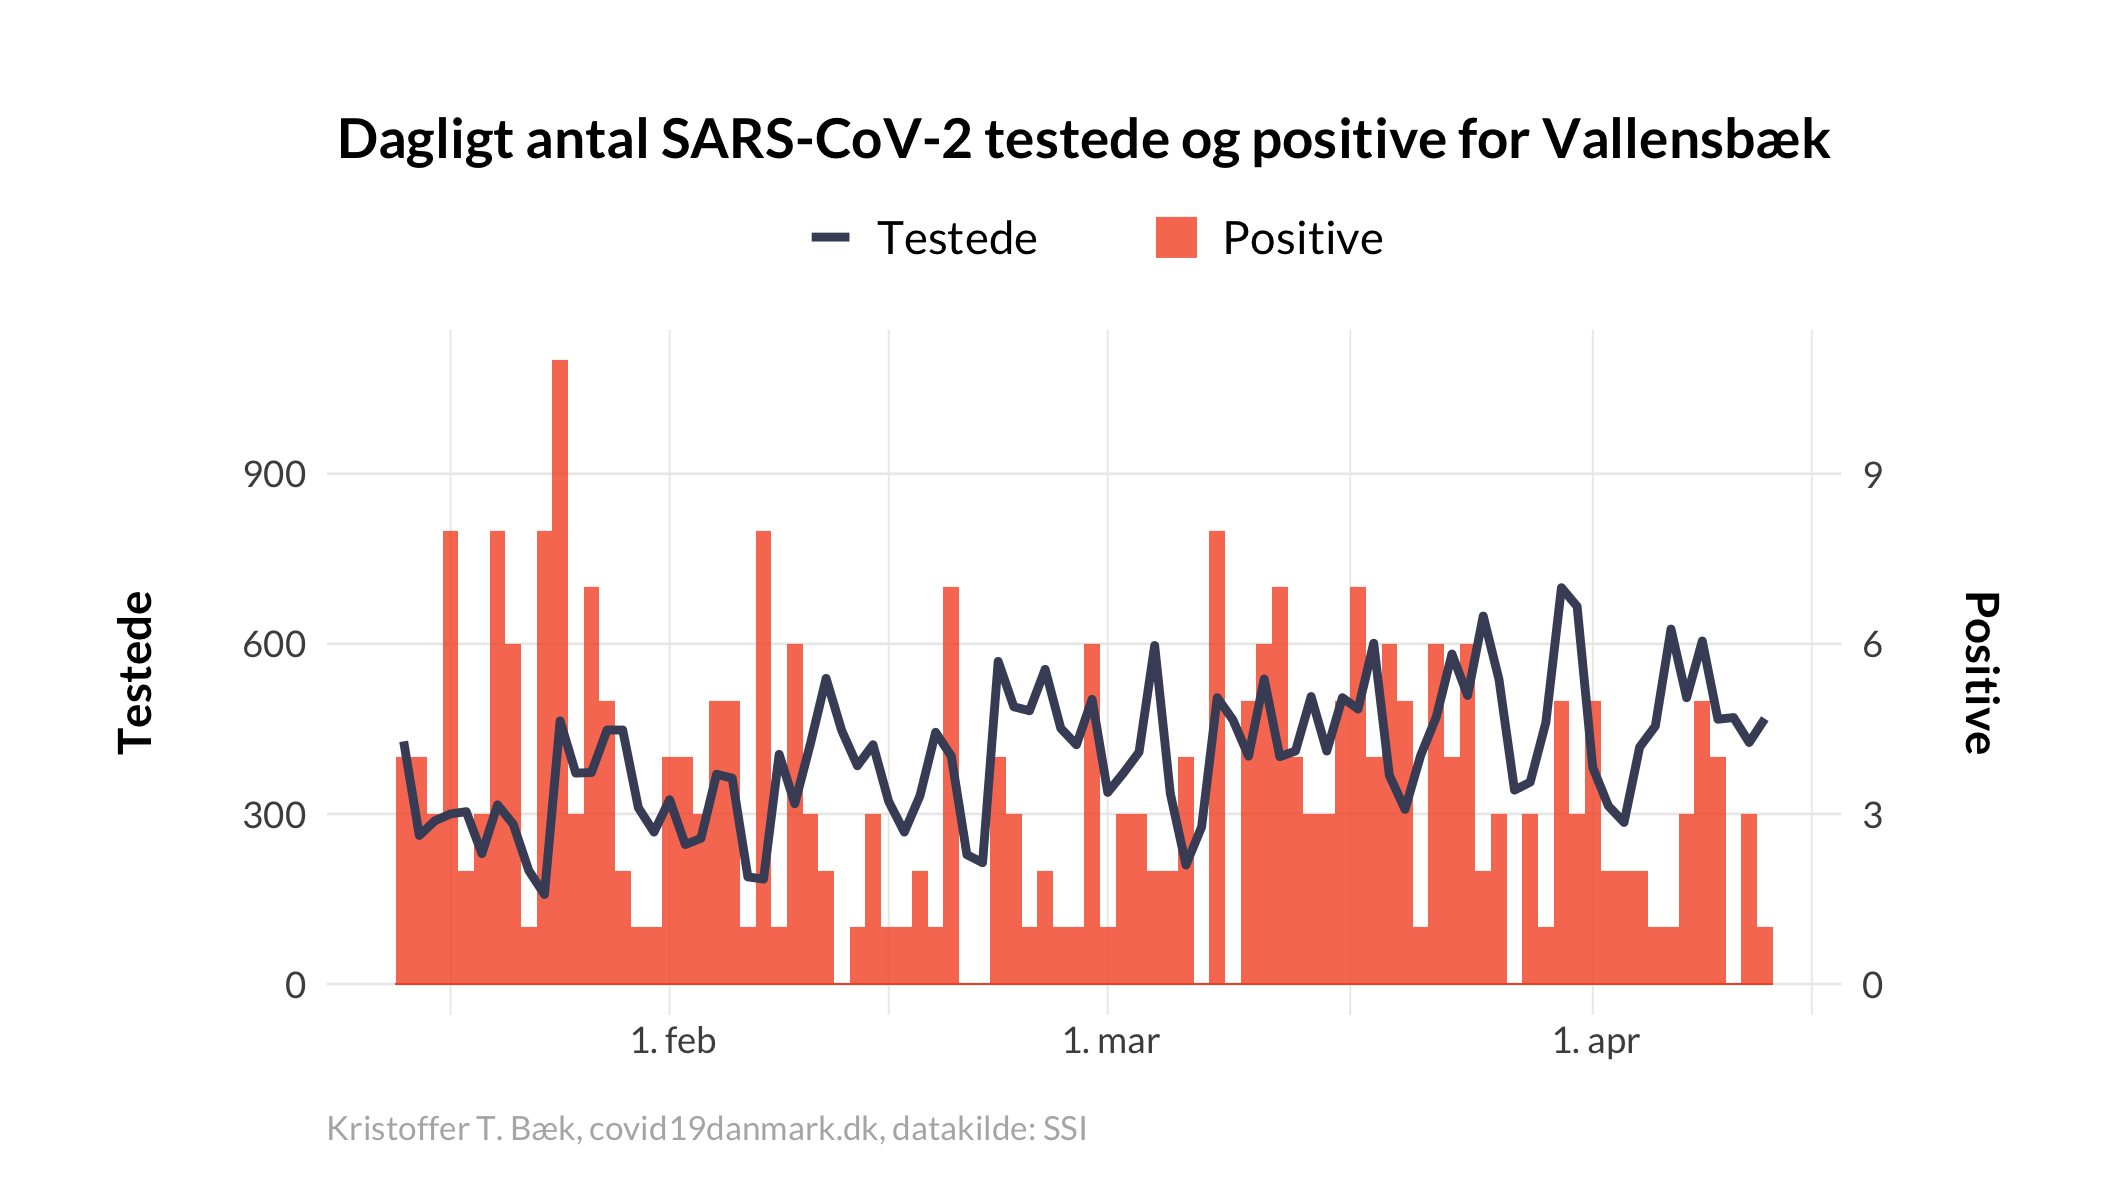 Dagligt antal SARS-CoV-2 testede og positive for Vallensbæk
Testede Positive
900 9
600 6
300 3
0 0
Testede
Positive
1. feb 1. mar 1. apr
Kristoffer T. Bæk, covid19danmark.dk, datakilde: SSI